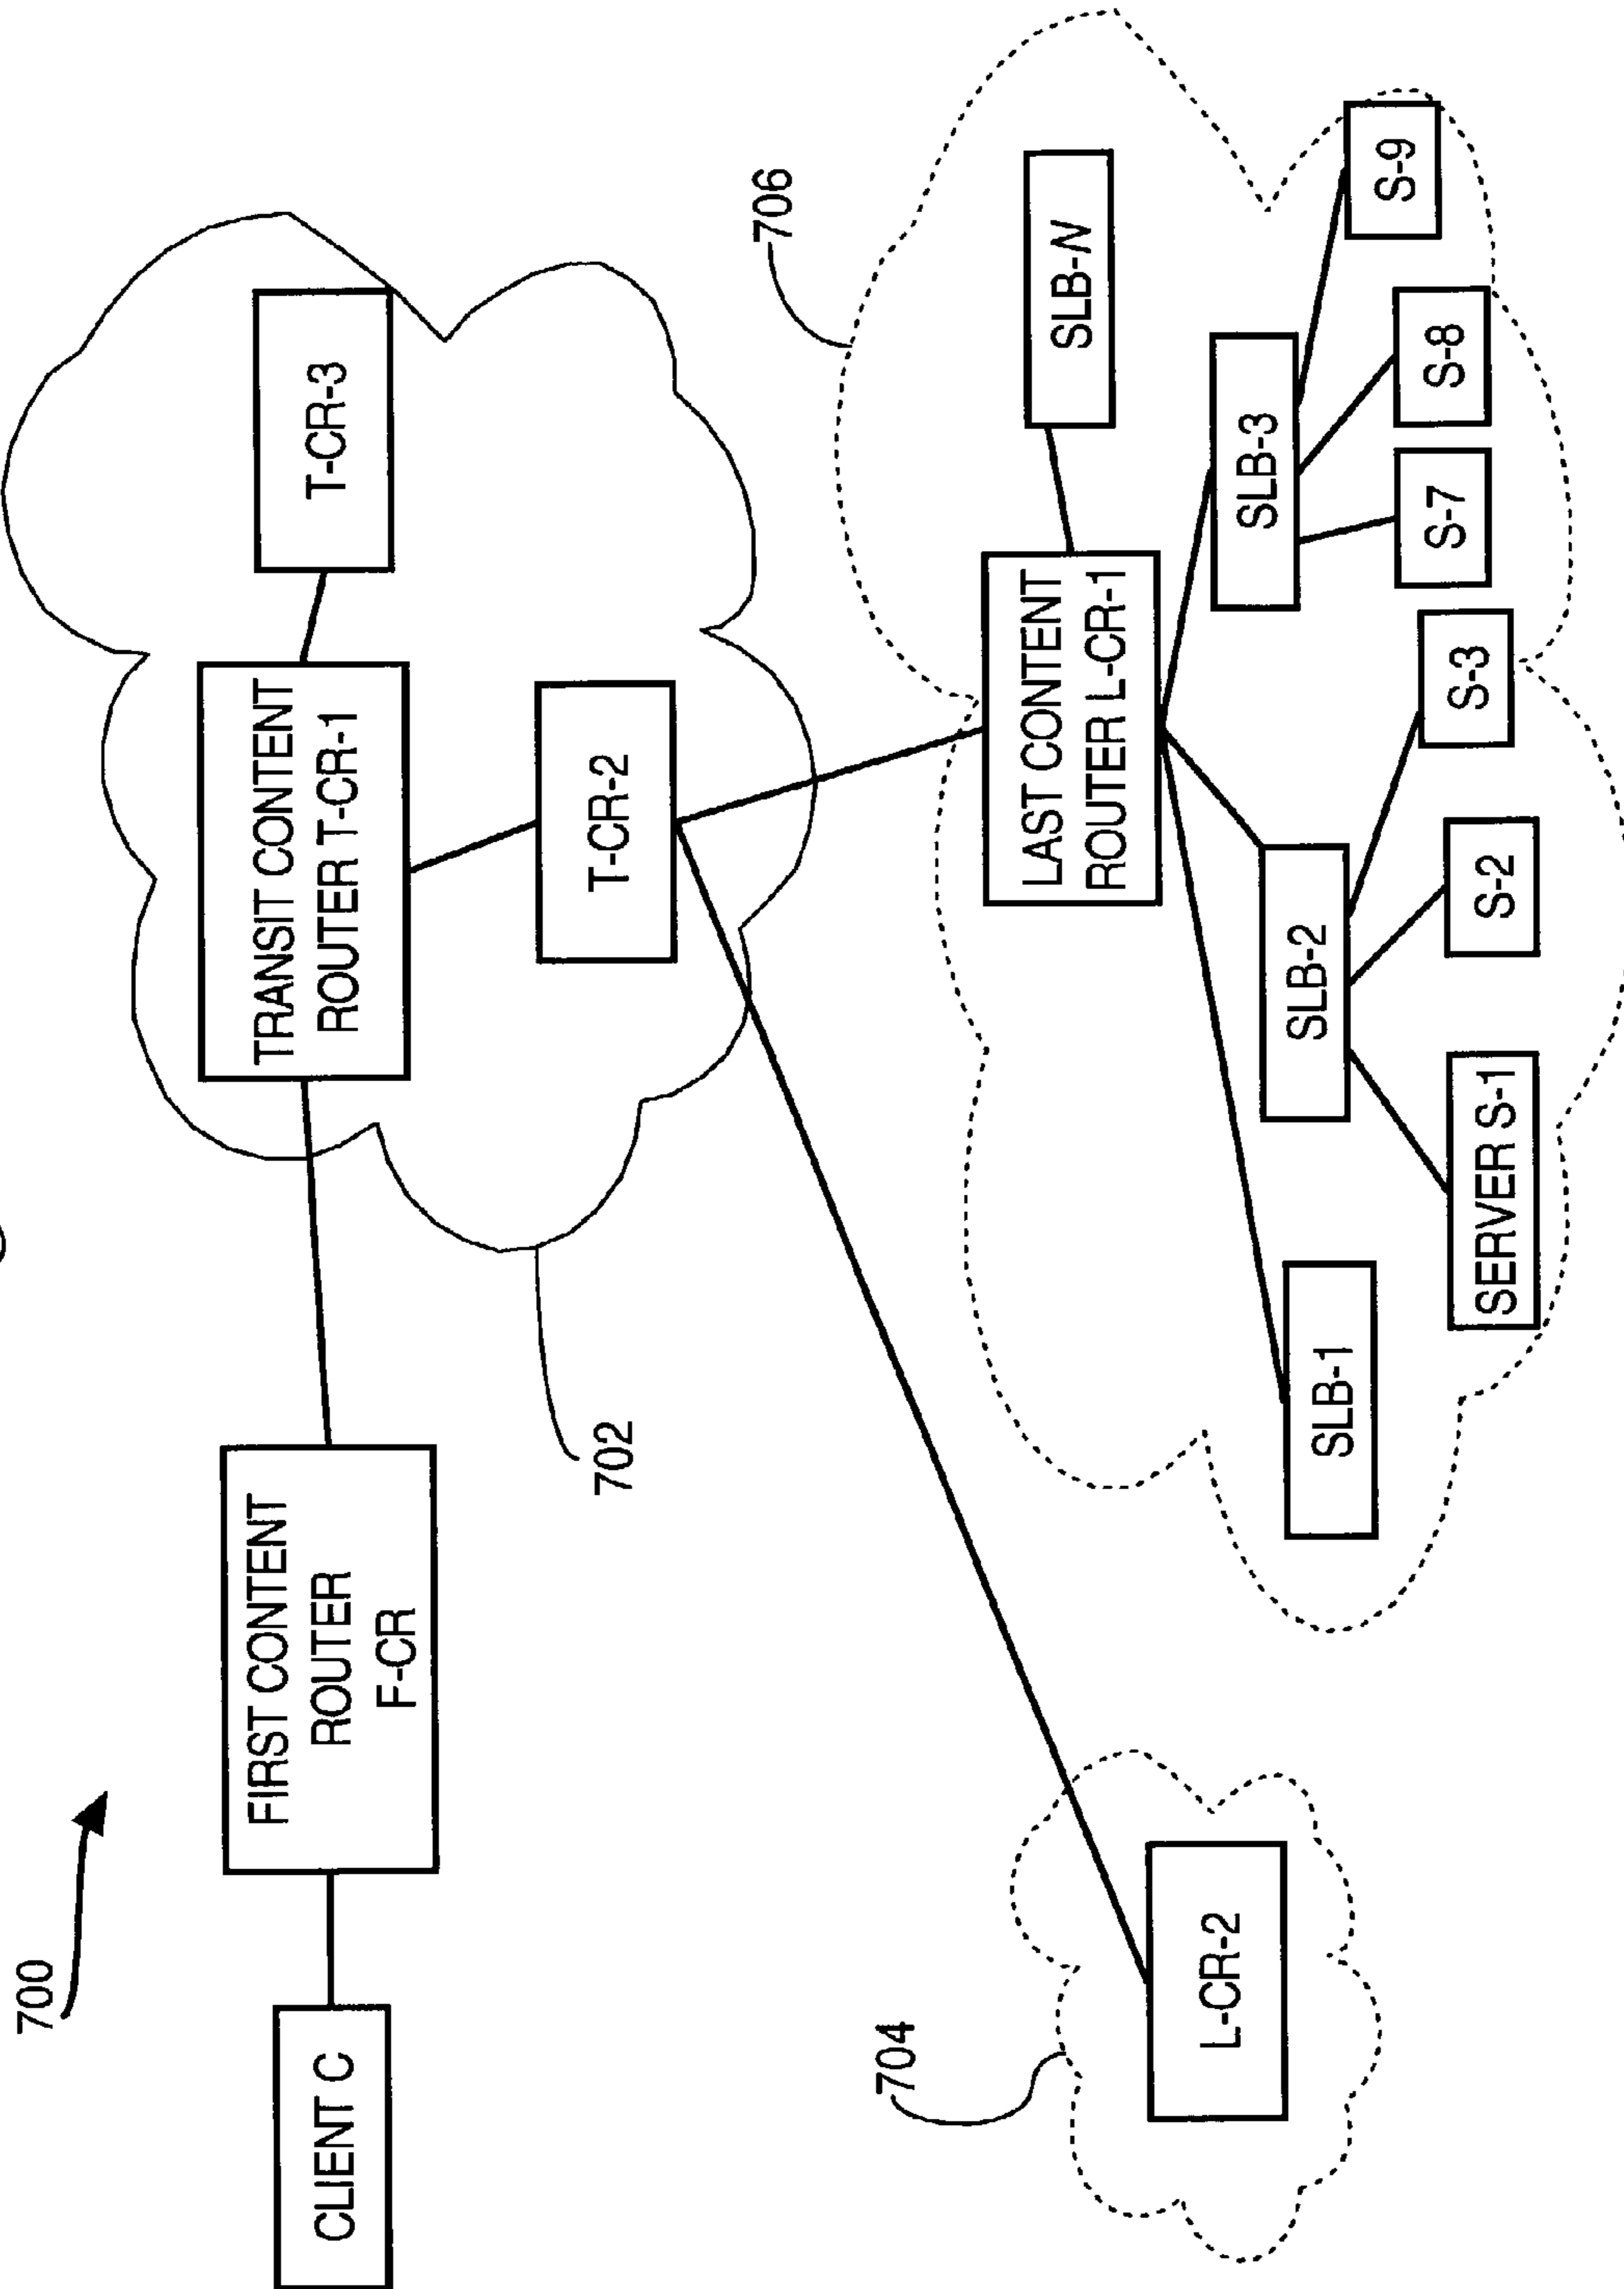 700
CLIENT C
FIRST CONTENT
ROUTER
F-CR
TRANSIT CONTENT
ROUTER T-CR-1
T-CR-3
T-CR-2
702
704
L-CR-2
706
LAST CONTENT
ROUTER L-CR-1
SLB-N
SLB-1
SLB-2
SLB-3
SERVER S-1
S-2
S-3
S-7
S-8
S-9